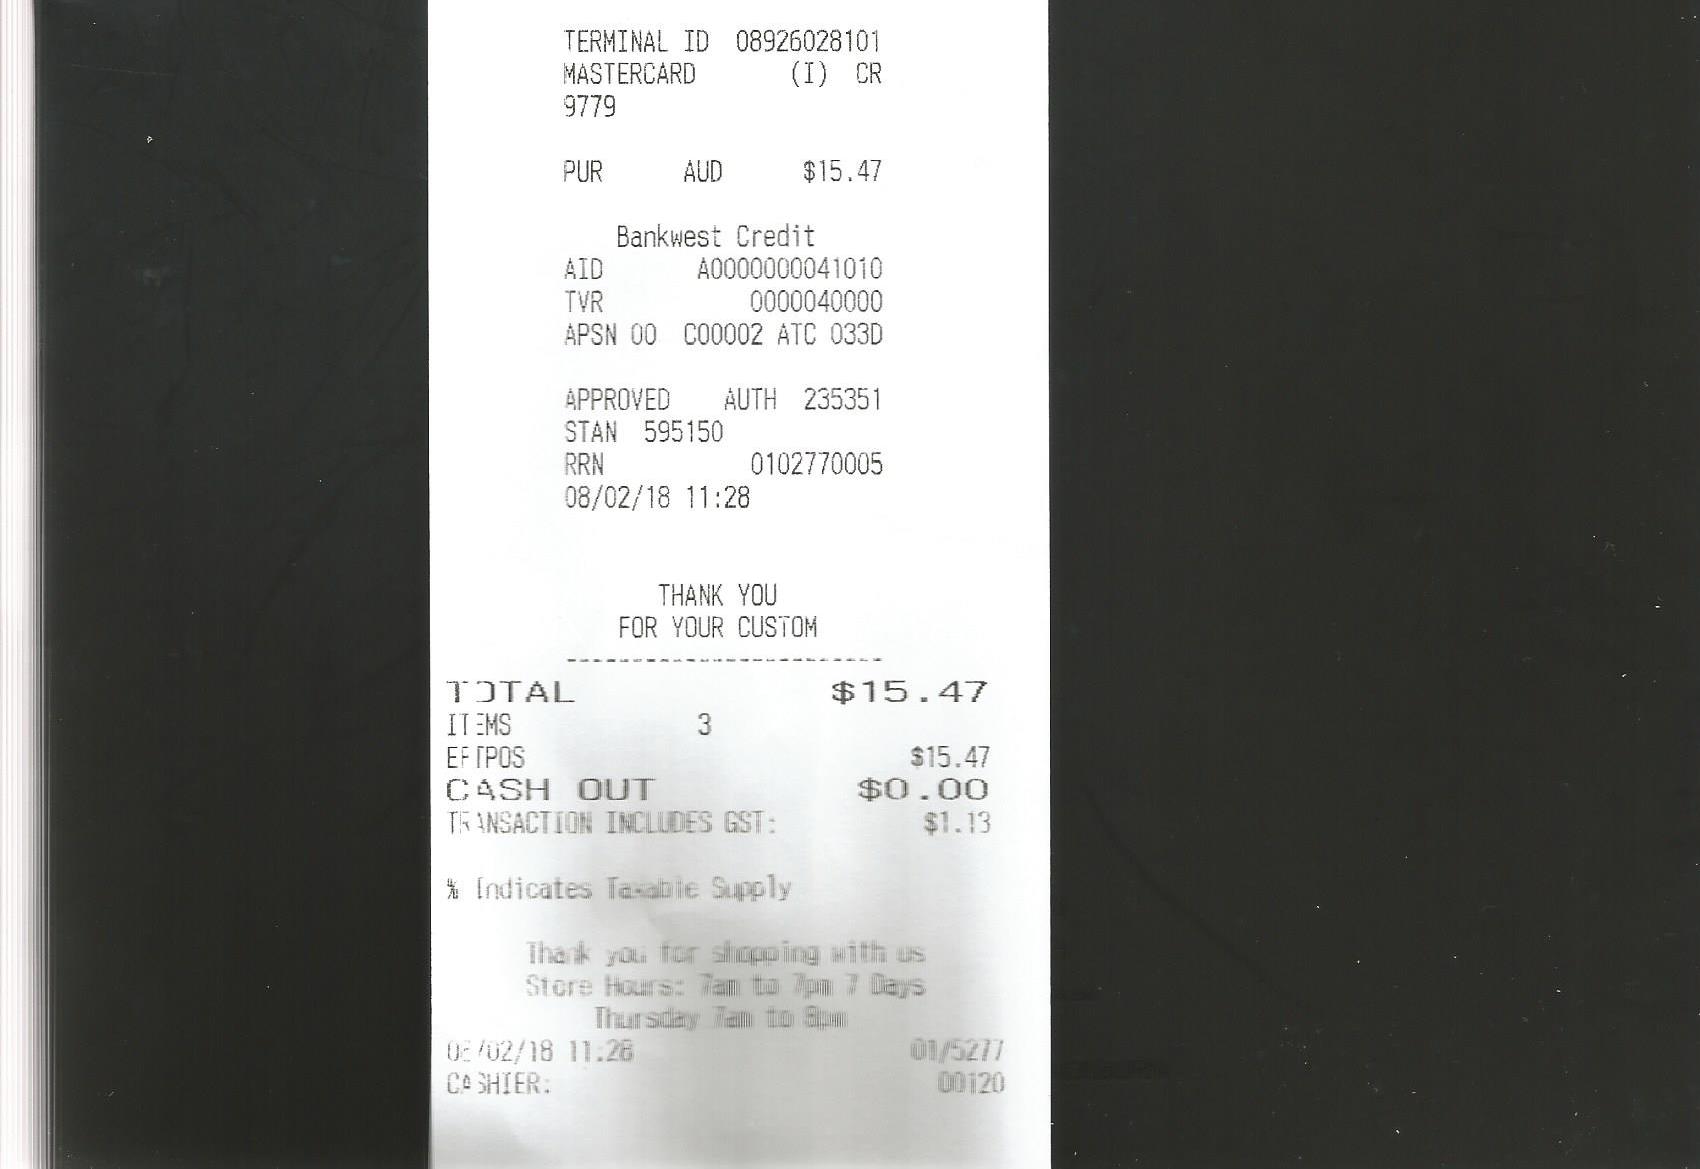 TERMINAL ID 08926028101
MASTERCARD (I) CR
9779
PUR AUD $15.47
Bankwest Credit
AID A0000000041010
TVR 0000040000
APSN 00 C00002 ATC 033D
APPROVED AUTH 235351
STAN 595150
RRN 0102770005
08/02/18 11:28
THANK YOU
FOR YOUR CUSTOM
------------------------
TOTAL $15.47
ITEMS 3
EFTPOS $15.47
CASH OUT $0.00
TRANSACTION INCLUDES GST: $1.13
% Indicates Taxable Supply
Thank you for shopping with us
Store Hours: 7am to 7pm 7 Days
Thursday 7am to 8pm
08/02/18 11:28 01/5277
CASHIER: 00120